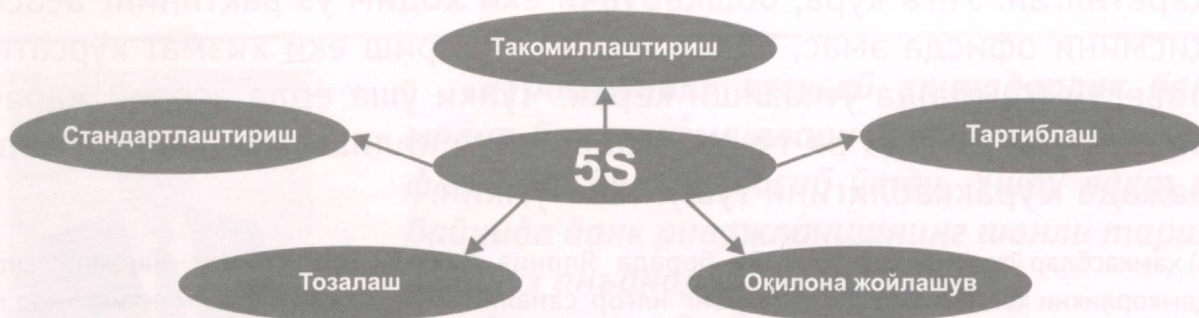 Такомиллаштириш
Стандартлаштириш
Тартиблаш
5S
Тозалаш
Оқилона жойлашув